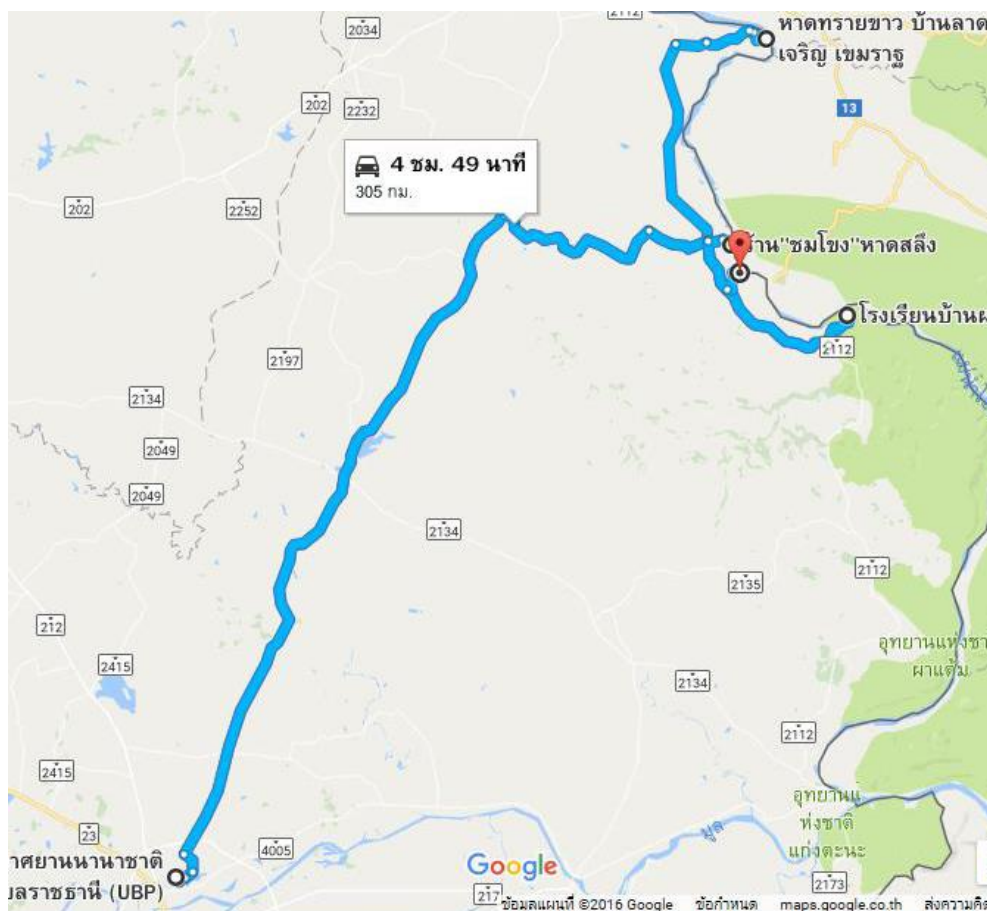 2112
หาดทรายขาว บ้านลาด
เจริญ เขมราฐ
2034
202
2232
13
4 ชม. 49 นาที
305 กม.
202
2252
"ชมโขง"หาดสลึง
โรงเรียนบ้าน
2112
2197
2134
2049
2049
2134
2135
2112
212
2415
อุทยานแห่งชา
ผาแต้ม
2134
2112
2415
อุทยานแ
ห่งชาติ
แก่งตะนะ
23
4005
มูล
าศยานนานาชาติ
บลราชธานี (UBP)
Google
217
2173
ข้อมูลแผนที่ ©2016 Google ข้อกำหนด maps.google.co.th ส่งความคิด